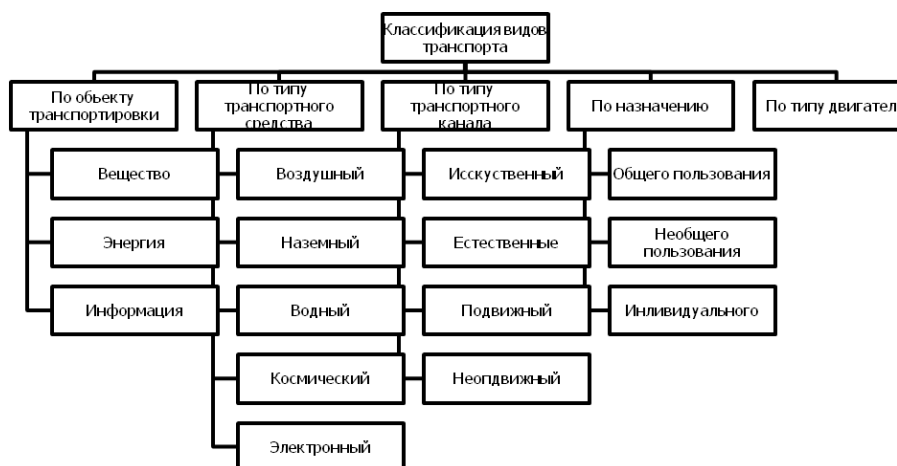 Классификация видов
транспорта
По обьекту
транспортировки
По типу
транспортного
средства
По типу
транспортного
канала
По назначению
По типу двигател
Вещество
Воздушный
Исскуственный
Общего пользования
Энергия
Наземный
Естественные
Необщего
пользования
Информация
Водный
Подвижный
Инливидуального
Космический
Неопдвижный
Электронный